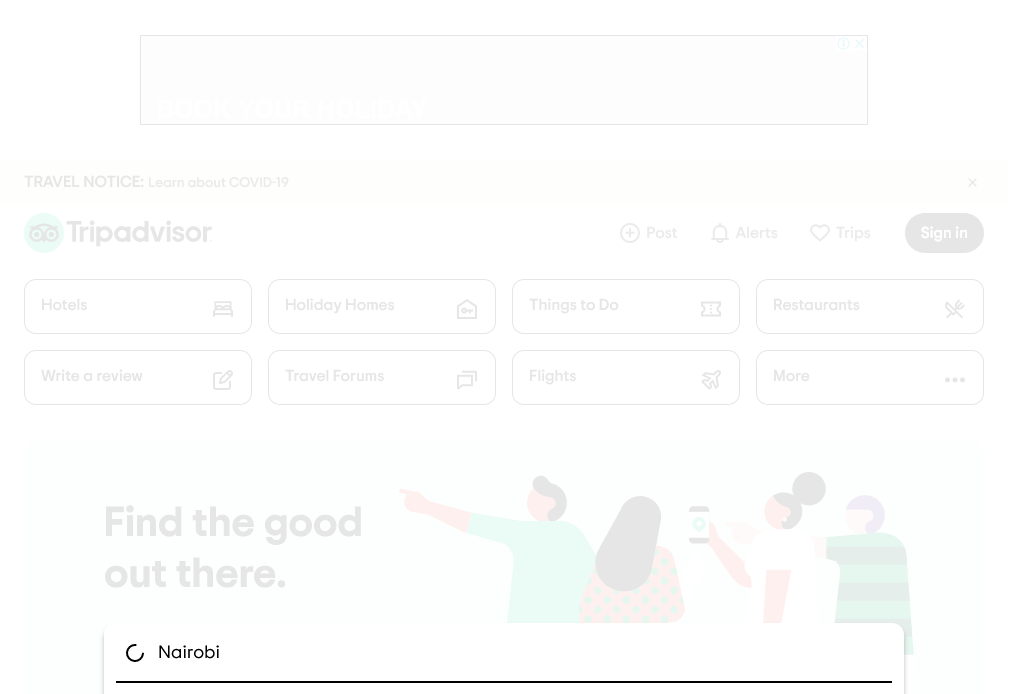 BOOK YOUR HOLIDAY
TRAVEL NOTICE: Learn about COVID-19
Tripadvisor
Post
Alerts
Trips
Sign in
Hotels
Holiday Homes
Things to Do
Restaurants
Write a review
Travel Forums
Flights
More
Find the good
out there.
Nairobi